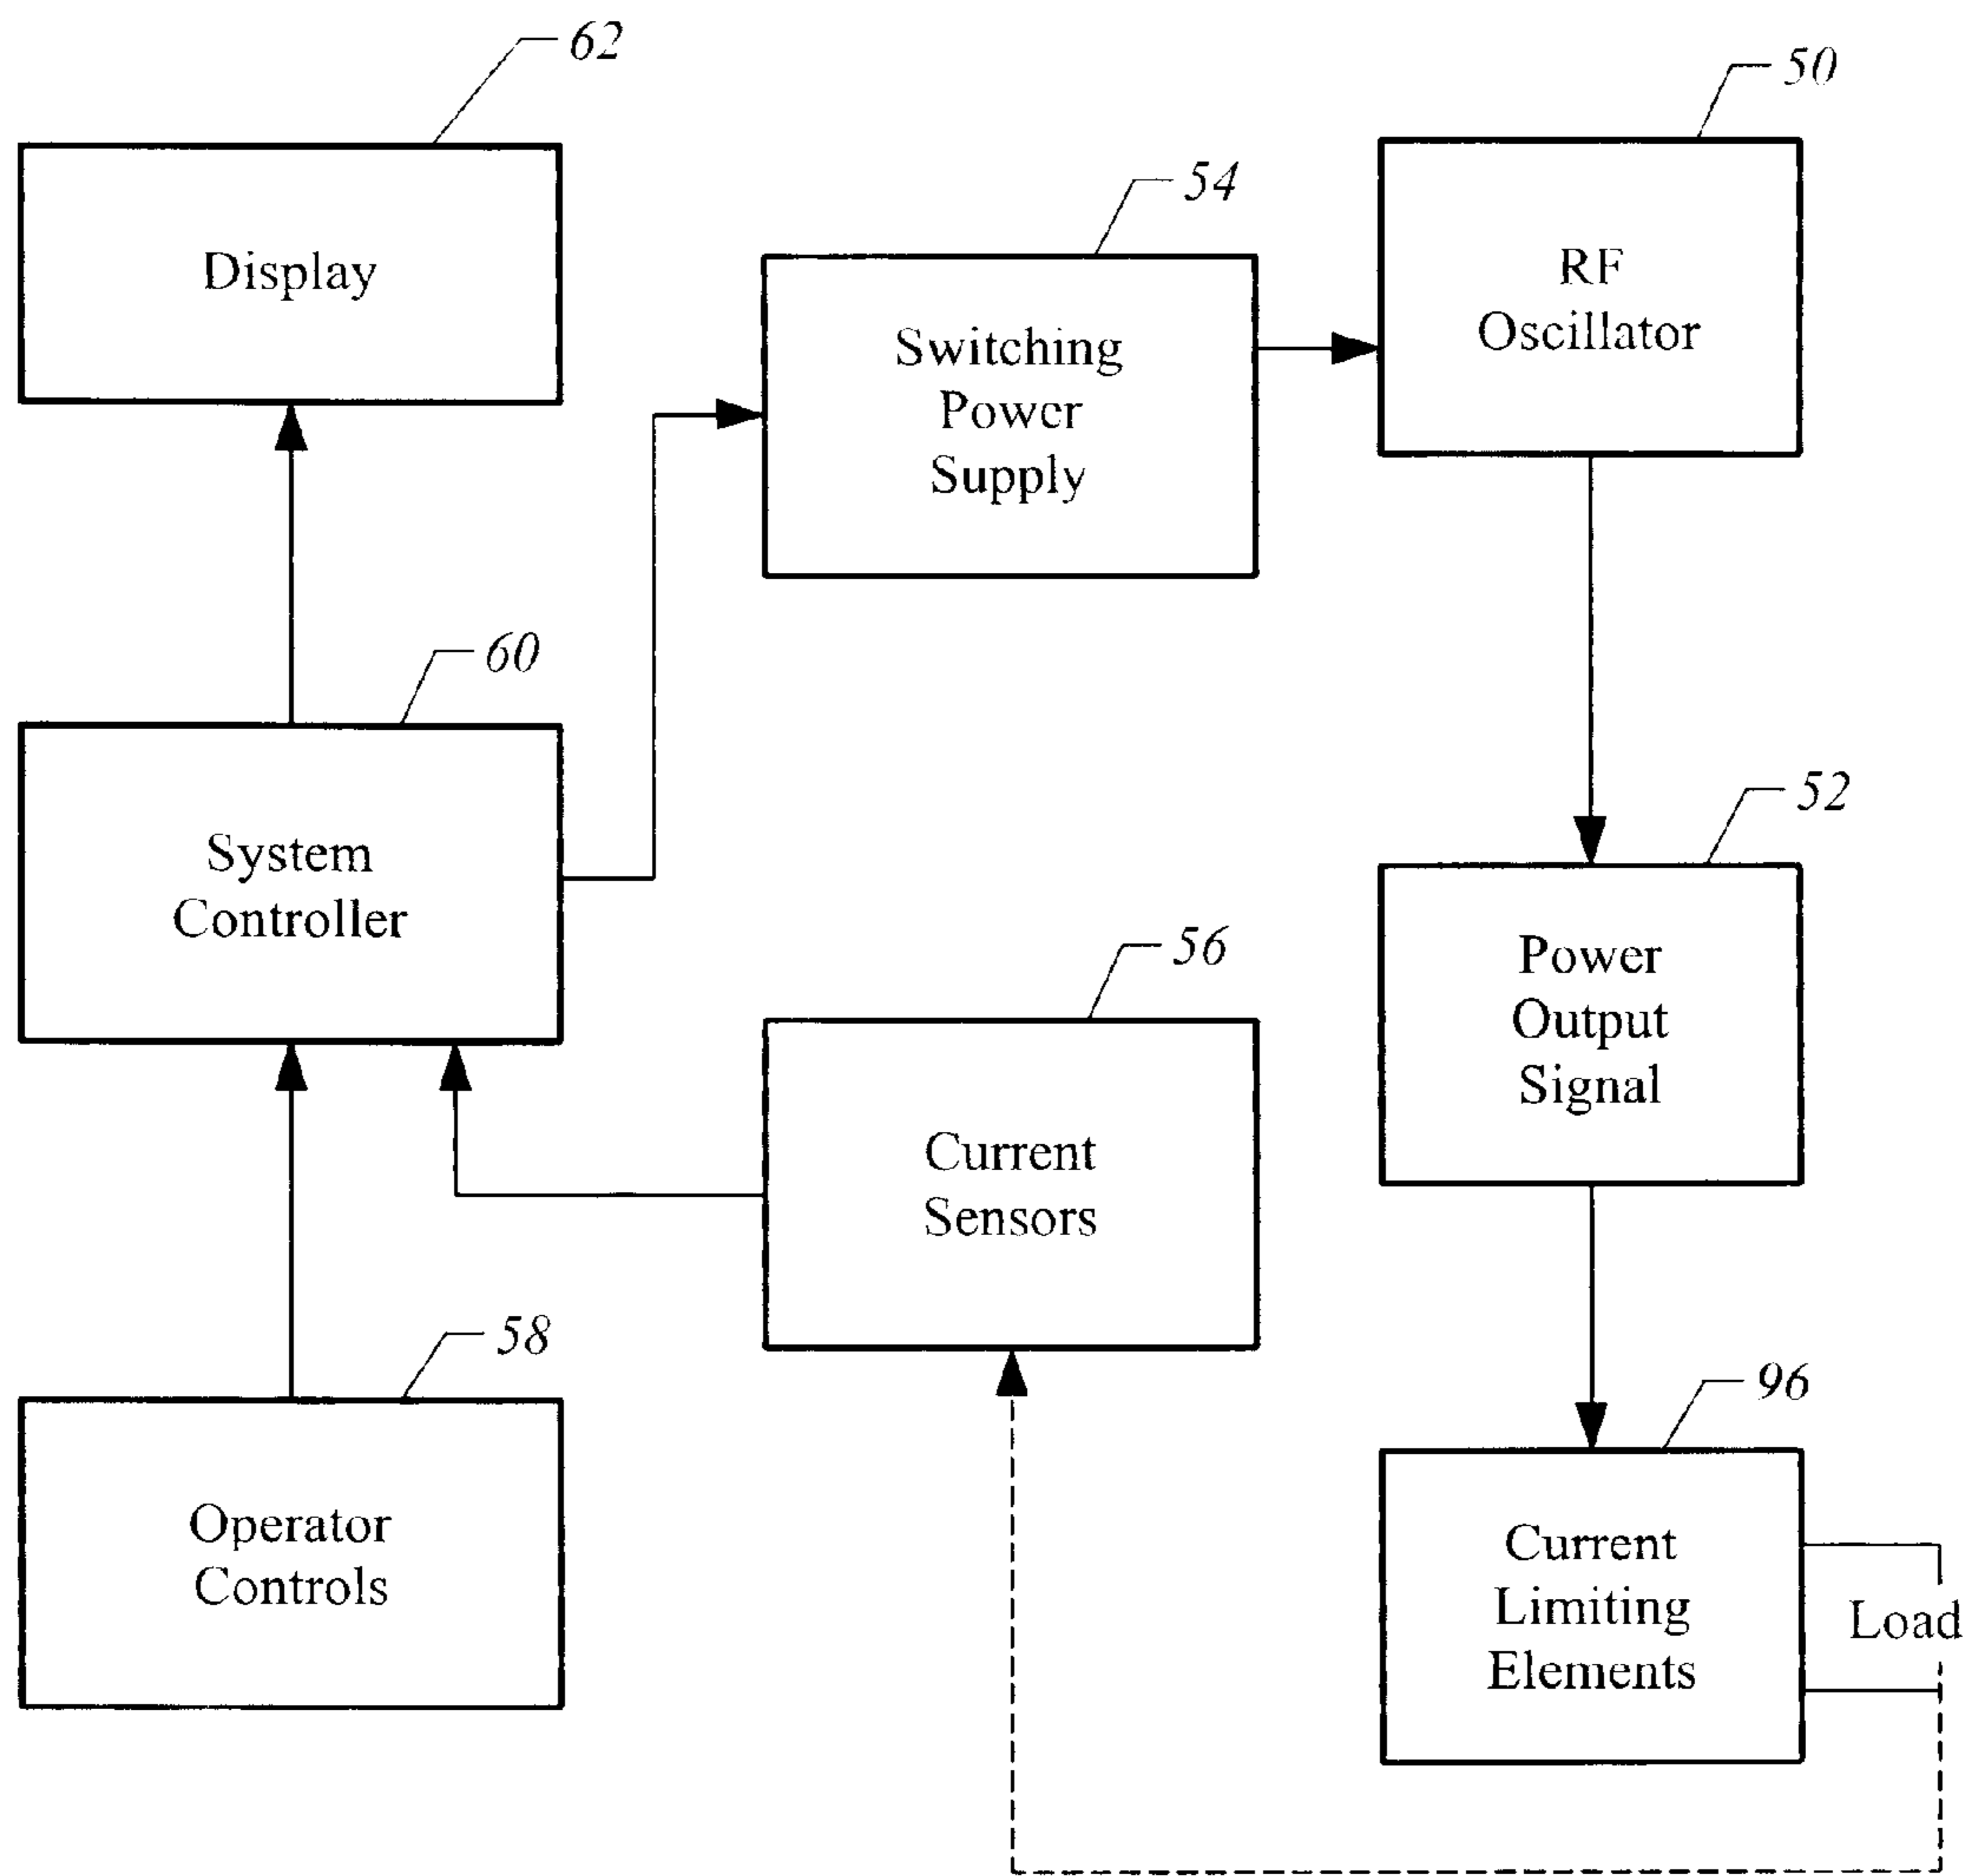 62
Display
54
Switching
Power
Supply
50
RF
Oscillator
60
System
Controller
56
Current
Sensors
52
Power
Output
Signal
58
Operator
Controls
96
Current
Limiting
Elements
Load